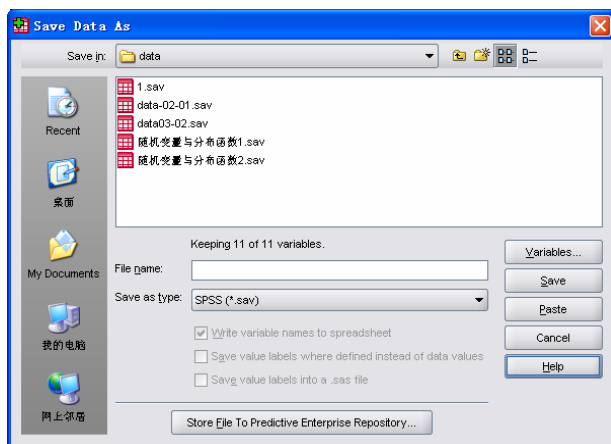 Save Data As
Save in:
data
1.sav
data-02-01.sav
data03-02.sav
随机变量与分布函数1.sav
随机变量与分布函数2.sav
Recent
桌面
My Documents
我的电脑
网上邻居
Keeping 11 of 11 variables.
File name:
Save as type:
SPSS (*.sav)
Write variable names to spreadsheet
Save value labels where defined instead of data values
Save value labels into a .sas file
Variables...
Save
Paste
Cancel
Help
Store File To Predictive Enterprise Repository...